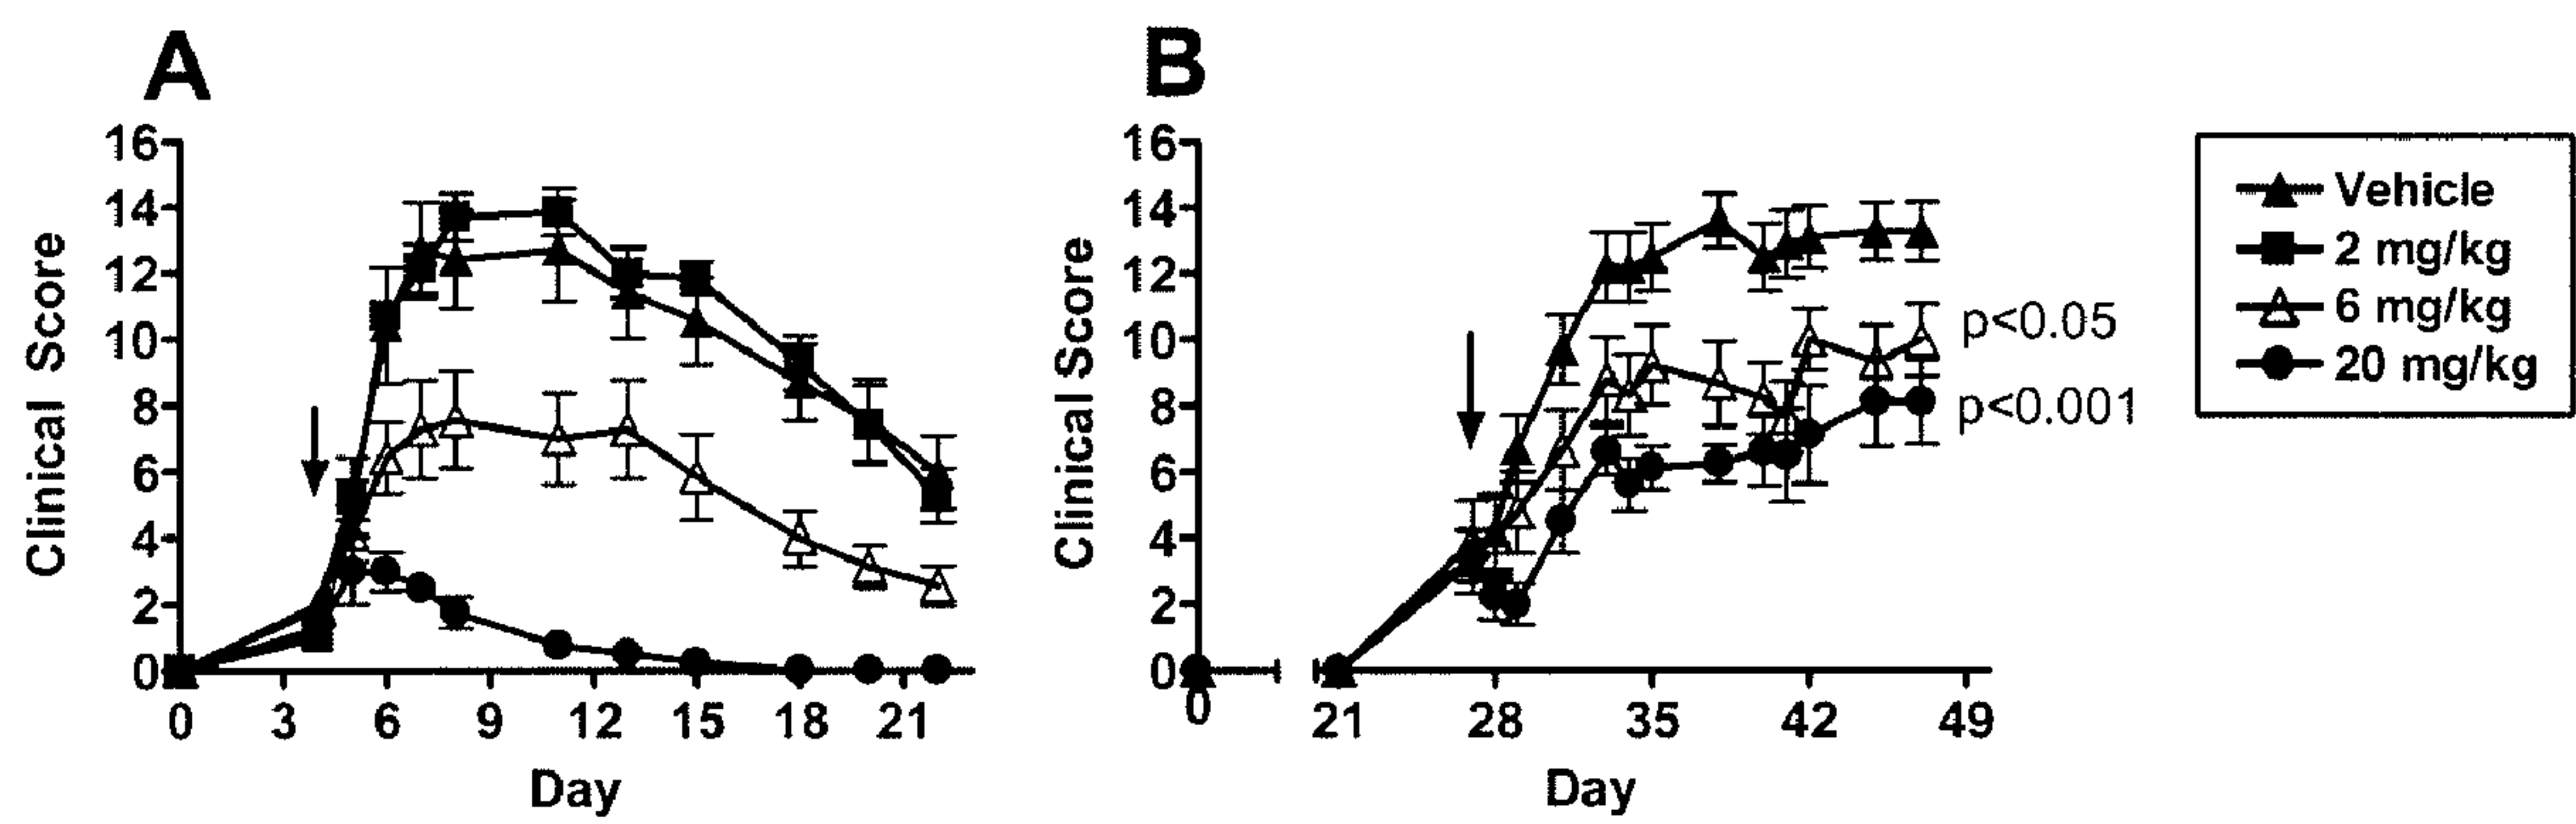 A
Clinical Score
16
14
12
10
8
6
4
2
0
0 3 6 9 12 15 18 21
Day
B
Clinical Score
16
14
12
10
8
6
4
2
0
0 21 28 35 42 49
Day
p<0.05
p<0.001
Vehicle
2 mg/kg
6 mg/kg
20 mg/kg